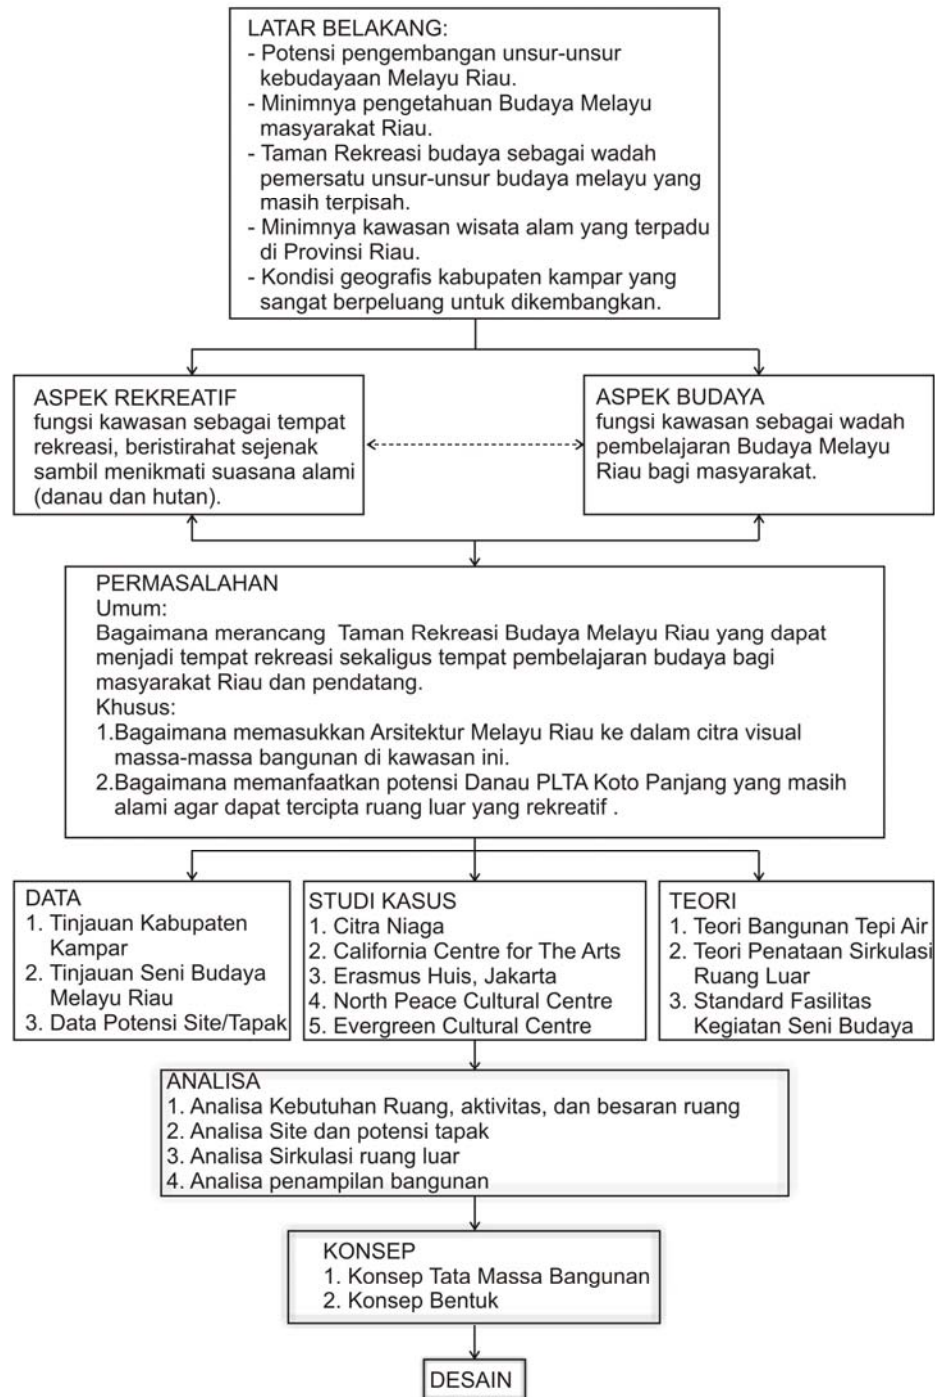 LATAR BELAKANG:
- Potensi pengembangan unsur-unsur
kebudayaan Melayu Riau.
- Minimnya pengetahuan Budaya Melayu
masyarakat Riau.
- Taman Rekreasi budaya sebagai wadah
pemersatu unsur-unsur budaya melayu yang
masih terpisah.
- Minimnya kawasan wisata alam yang terpadu
di Provinsi Riau.
- Kondisi geografis kabupaten kampar yang
sangat berpeluang untuk dikembangkan.
ASPEK REKREATIF
fungsi kawasan sebagai tempat
rekreasi, beristirahat sejenak
sambil menikmati suasana alami
(danau dan hutan).
ASPEK BUDAYA
fungsi kawasan sebagai wadah
pembelajaran Budaya Melayu
Riau bagi masyarakat.
PERMASALAHAN
Umum:
Bagaimana merancang Taman Rekreasi Budaya Melayu Riau yang dapat
menjadi tempat rekreasi sekaligus tempat pembelajaran budaya bagi
masyarakat Riau dan pendatang.
Khusus:
1.Bagaimana memasukkan Arsitektur Melayu Riau ke dalam citra visual
massa-massa bangunan di kawasan ini.
2.Bagaimana memanfaatkan potensi Danau PLTA Koto Panjang yang masih
alami agar dapat tercipta ruang luar yang rekreatif .
DATA
1. Tinjauan Kabupaten
Kampar
2. Tinjauan Seni Budaya
Melayu Riau
3. Data Potensi Site/Tapak
STUDI KASUS
1. Citra Niaga
2. California Centre for The Arts
3. Erasmus Huis, Jakarta
4. North Peace Cultural Centre
5. Evergreen Cultural Centre
TEORI
1. Teori Bangunan Tepi Air
2. Teori Penataan Sirkulasi
Ruang Luar
3. Standard Fasilitas
Kegiatan Seni Budaya
ANALISA
1. Analisa Kebutuhan Ruang, aktivitas, dan besaran ruang
2. Analisa Site dan potensi tapak
3. Analisa Sirkulasi ruang luar
4. Analisa penampilan bangunan
KONSEP
1. Konsep Tata Massa Bangunan
2. Konsep Bentuk
DESAIN